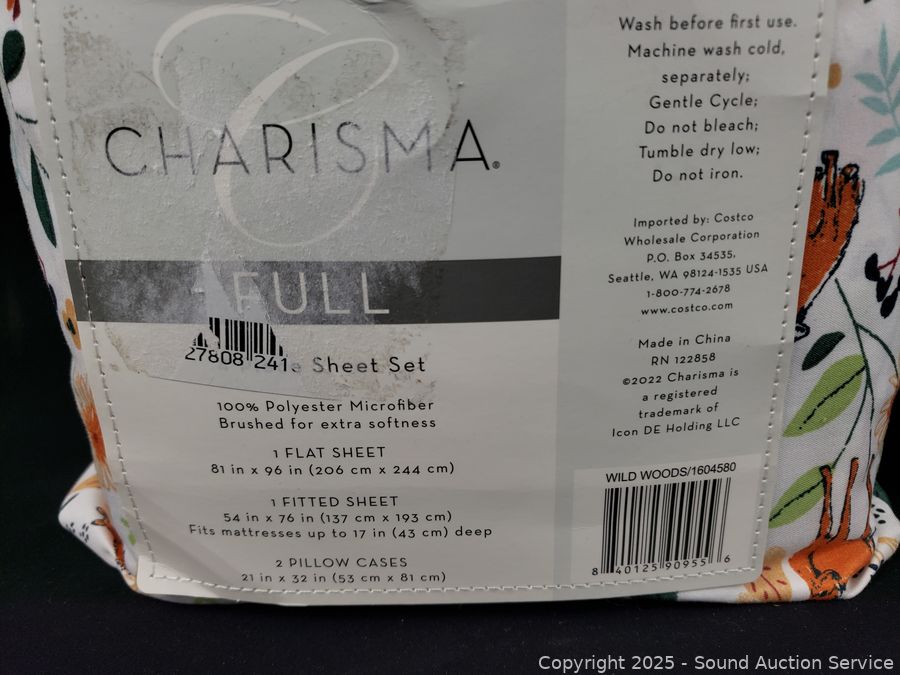 C
CHARISMA®
FULL
27808 241
Sheet Set
100% Polyester Microfiber
Brushed for extra softness
1 FLAT SHEET
81 in x 96 in (206 cm x 244 cm)
1 FITTED SHEET
54 in x 76 in (137 cm x 193 cm)
Fits mattresses up to 17 in (43 cm) deep
2 PILLOW CASES
21 in x 32 in (53 cm x 81 cm)
Wash before first use.
Machine wash cold,
separately;
Gentle Cycle;
Do not bleach;
Tumble dry low;
Do not iron.
Imported by: Costco
Wholesale Corporation
P.O. Box 34535,
Seattle, WA 98124-1535 USA
1-800-774-2678
www.costco.com
Made in China
RN 122858
©2022 Charisma is
a registered
trademark of
Icon DE Holding LLC
WILD WOODS/1604580
8 40125 90955 6
Copyright 2025 - Sound Auction Service